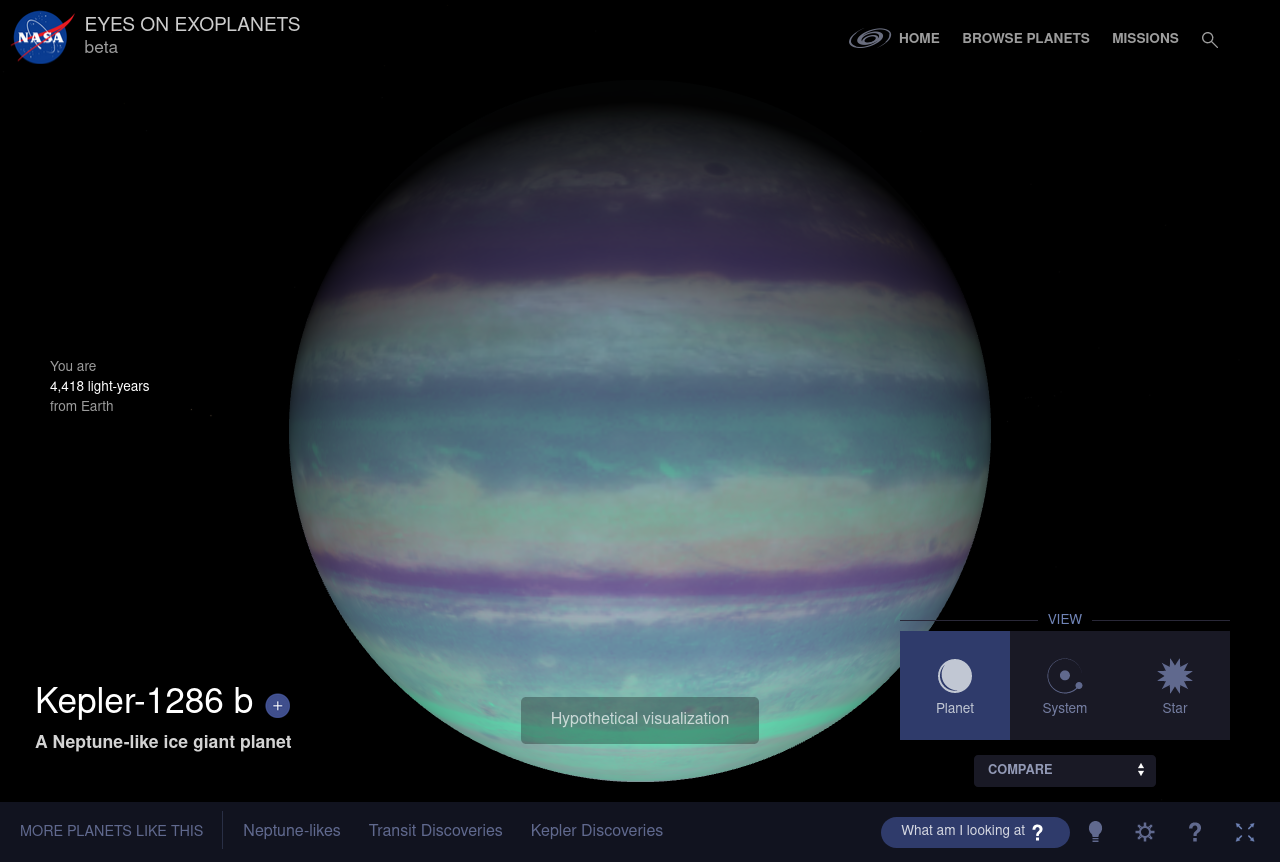 NASA
EYES ON EXOPLANETS
beta
HOME
BROWSE PLANETS
MISSIONS
You are
4,418 light-years
from Earth
Kepler-1286 b +
A Neptune-like ice giant planet
Hypothetical visualization
VIEW
Planet
System
Star
COMPARE
MORE PLANETS LIKE THIS
Neptune-likes
Transit Discoveries
Kepler Discoveries
What am I looking at ?
?